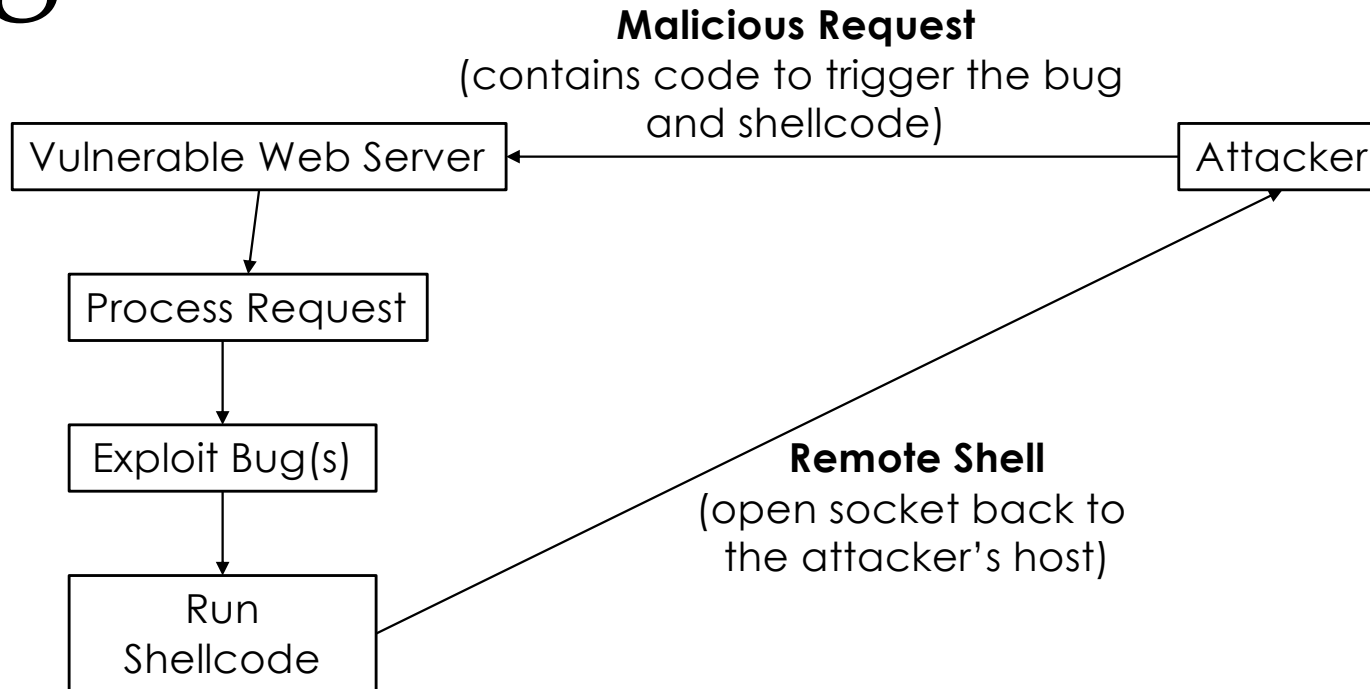 Malicious Request
(contains code to trigger the bug
and shellcode)
Vulnerable Web Server
Attacker
Process Request
Exploit Bug(s)
Remote Shell
(open socket back to
the attacker’s host)
Run
Shellcode